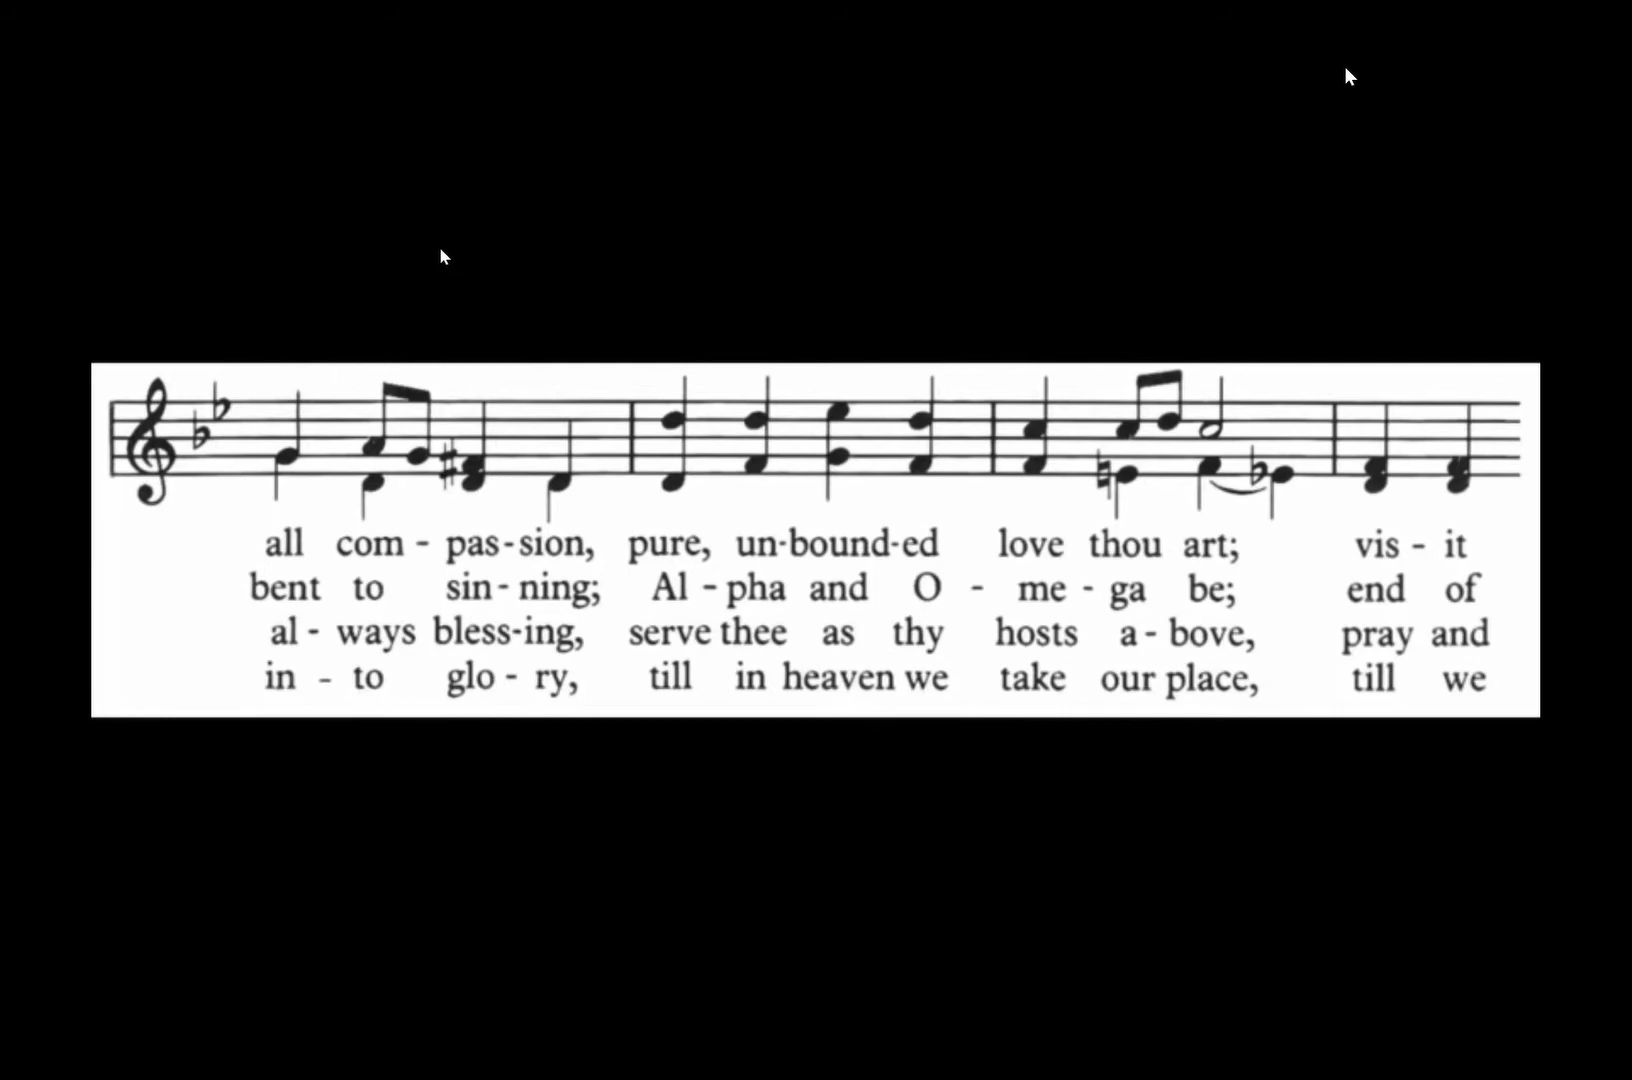 all com - pas - sion, pure, un - bound - ed love thou art; vis - it
bent to sin - ning; Al - pha and O - me - ga be; end of
al - ways bless - ing, serve thee as thy hosts a - bove, pray and
in - to glo - ry, till in heaven we take our place, till we